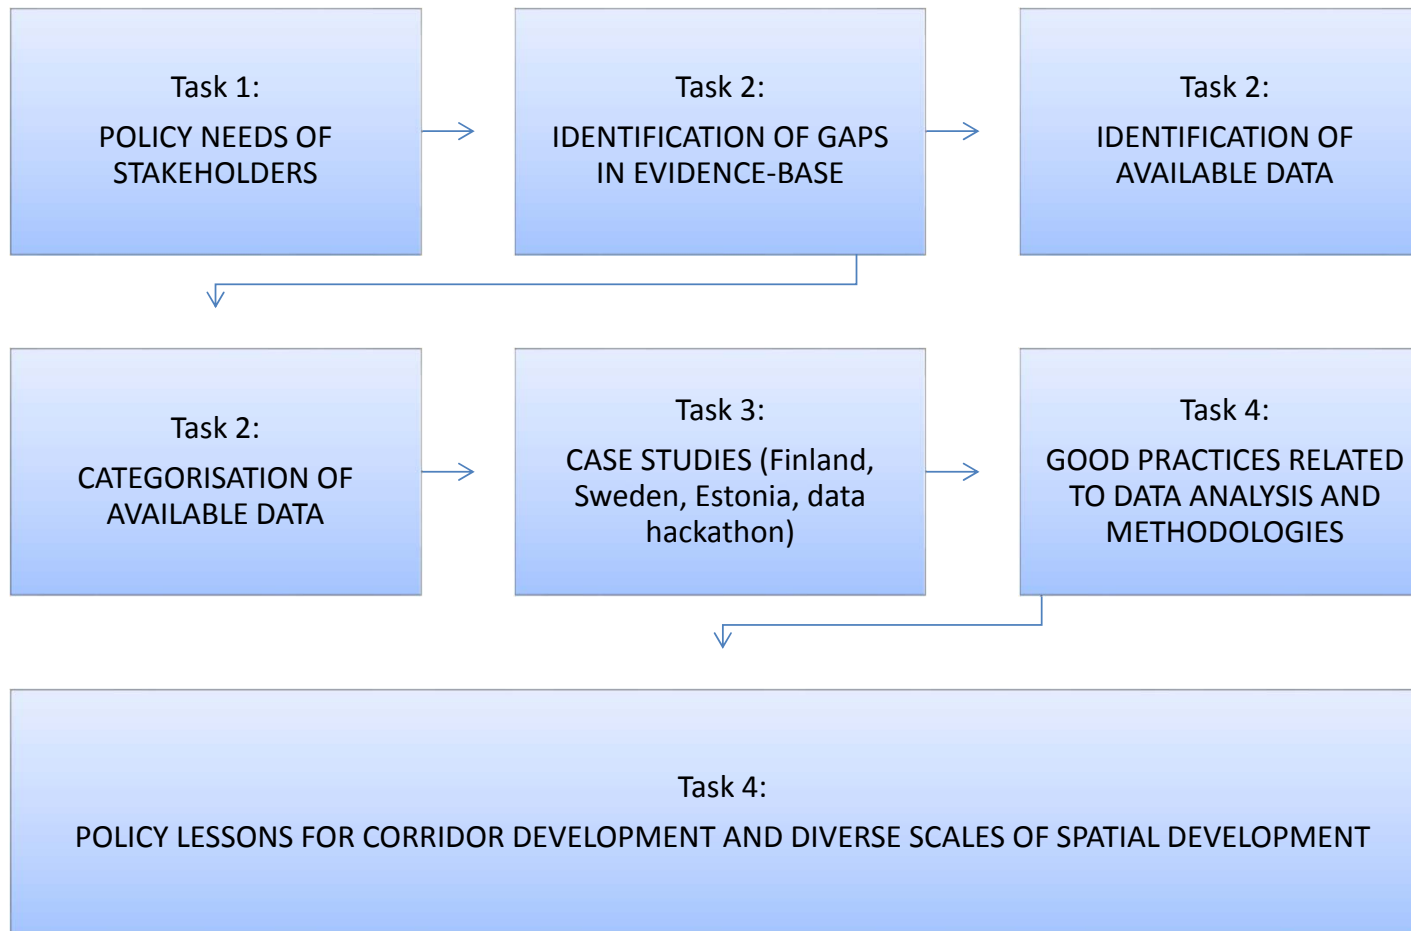 Task 1:
POLICY NEEDS OF
STAKEHOLDERS
Task 2:
IDENTIFICATION OF GAPS
IN EVIDENCE-BASE
Task 2:
IDENTIFICATION OF
AVAILABLE DATA
Task 2:
CATEGORISATION OF
AVAILABLE DATA
Task 3:
CASE STUDIES (Finland,
Sweden, Estonia, data
hackathon)
Task 4:
GOOD PRACTICES RELATED
TO DATA ANALYSIS AND
METHODOLOGIES
Task 4:
POLICY LESSONS FOR CORRIDOR DEVELOPMENT AND DIVERSE SCALES OF SPATIAL DEVELOPMENT